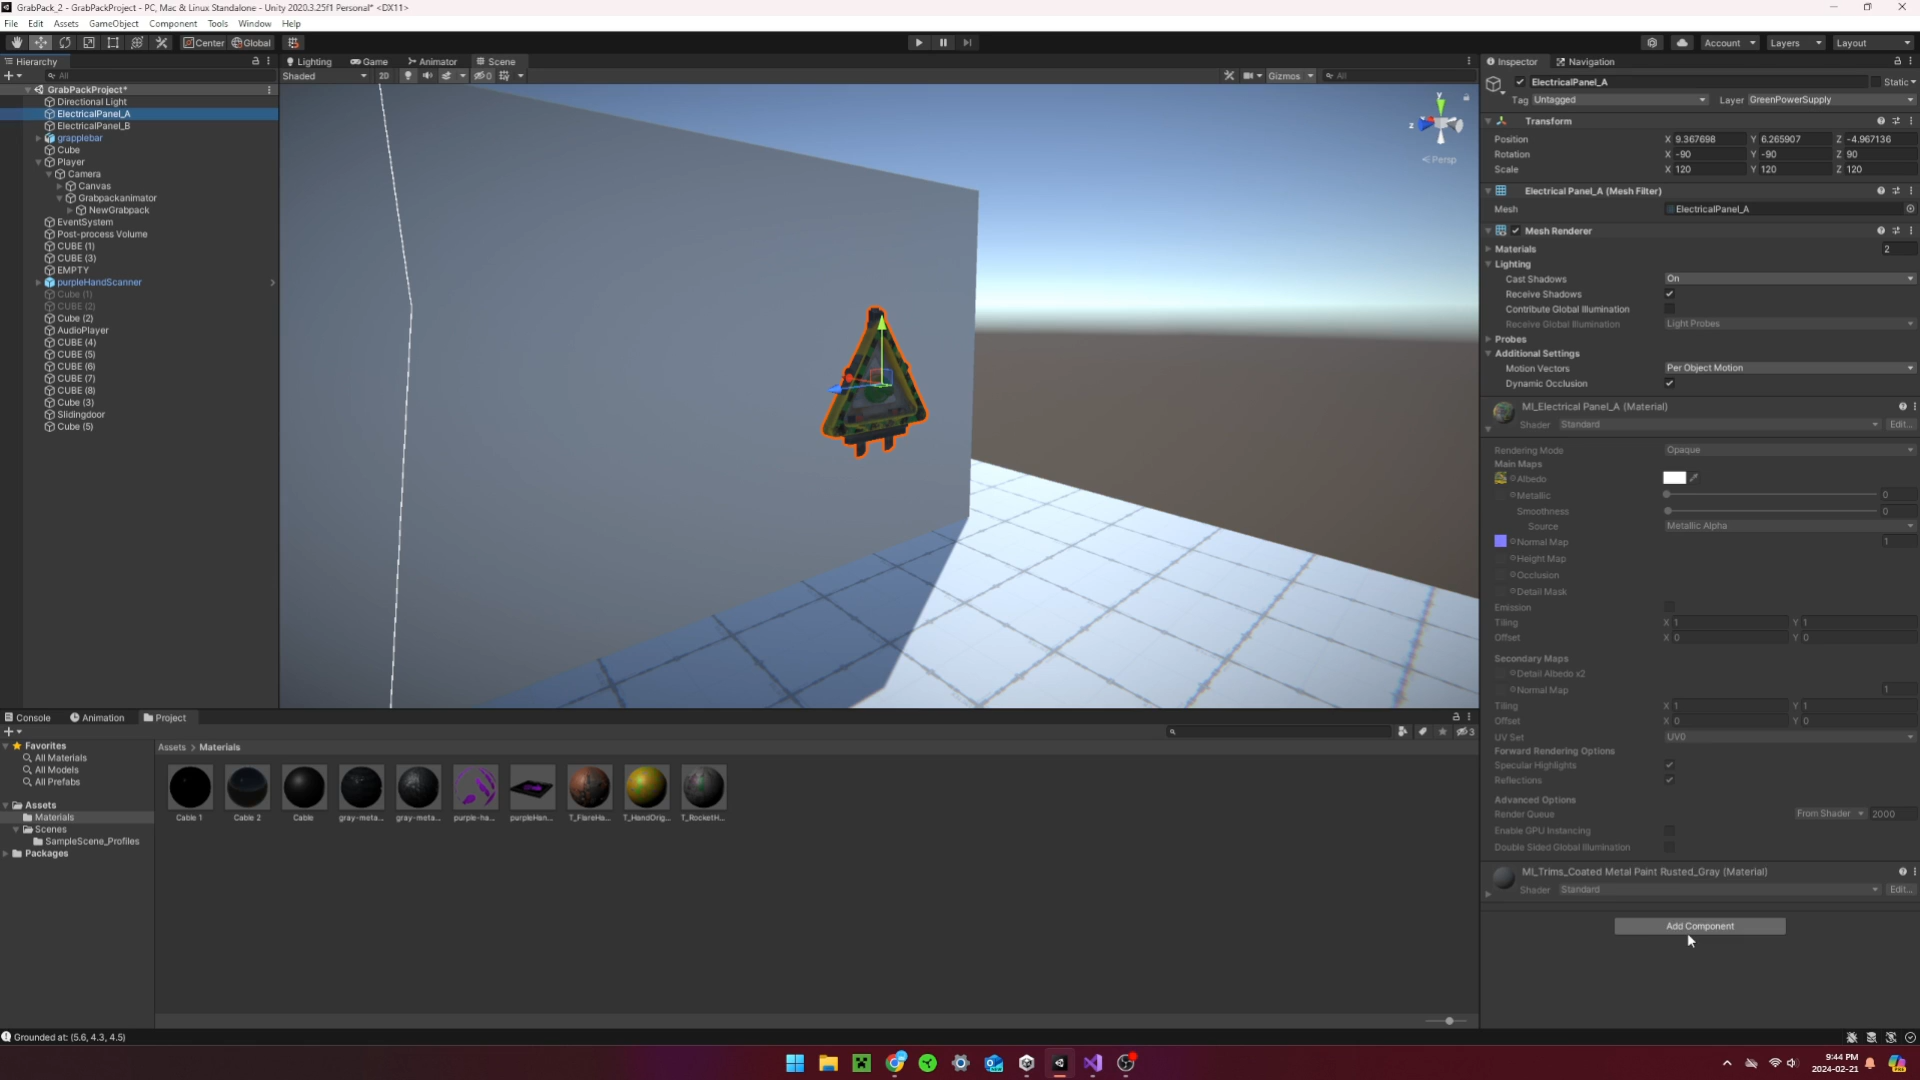 GrabPack_2 - GrabPackProject - PC, Mac & Linux Standalone - Unity 2020.3.25f1 Personal* <DX11>
File Edit Assets GameObject Component Tools Window Help
Center Global Account Layers Layout
Hierarchy
All
GrabPackProject*
Directional Light
ElectricalPanel_A
ElectricalPanel_B
grapplebar
Cube
Player
Camera
Canvas
Grabpackanimator
NewGrabpack
EventSystem
Post-process Volume
CUBE (1)
CUBE (3)
EMPTY
purpleHandScanner
Cube (1)
CUBE (2)
Cube (2)
AudioPlayer
CUBE (4)
CUBE (5)
CUBE (6)
CUBE (7)
CUBE (8)
Cube (3)
Slidingdoor
Cube (5)
Lighting Game Animator Scene
Shaded 2D 0 Gizmos All
y
z
Persp
Inspector Navigation
ElectricalPanel_A Static
Tag Untagged Layer GreenPowerSupply
Transform
Position X 9.367698 Y 6.265907 Z -4.967136
Rotation X -90 Y -90 Z 90
Scale X 120 Y 120 Z 120
Electrical Panel_A (Mesh Filter)
Mesh ElectricalPanel_A
Mesh Renderer
Materials 2
Lighting
Cast Shadows On
Receive Shadows
Contribute Global Illumination
Receive Global Illumination Light Probes
Probes
Additional Settings
Motion Vectors Per Object Motion
Dynamic Occlusion
MI_Electrical Panel_A (Material)
Shader Standard Edit...
Rendering Mode Opaque
Main Maps
Albedo
Metallic 0
Smoothness 0
Source Metallic Alpha
Normal Map 1
Height Map
Occlusion
Detail Mask
Emission
Tiling X 1 Y 1
Offset X 0 Y 0
Secondary Maps
Detail Albedo x2
Normal Map 1
Tiling X 1 Y 1
Offset X 0 Y 0
UV Set UV0
Forward Rendering Options
Specular Highlights
Reflections
Advanced Options
Render Queue From Shader 2000
Enable GPU Instancing
Double Sided Global Illumination
MI_Trims_Coated Metal Paint Rusted_Gray (Material)
Shader Standard Edit...
Add Component
Console Animation Project
3
Favorites
All Materials
All Models
All Prefabs
Assets
Materials
Scenes
SampleScene_Profiles
Packages
Assets > Materials
Cable 1 Cable 2 Cable gray-meta... gray-meta... purple-ha... purpleHan... T_FlareHa... T_HandOrig... T_RocketH...
Grounded at: (5.6, 4.3, 4.5)
9:44 PM
2024-02-21